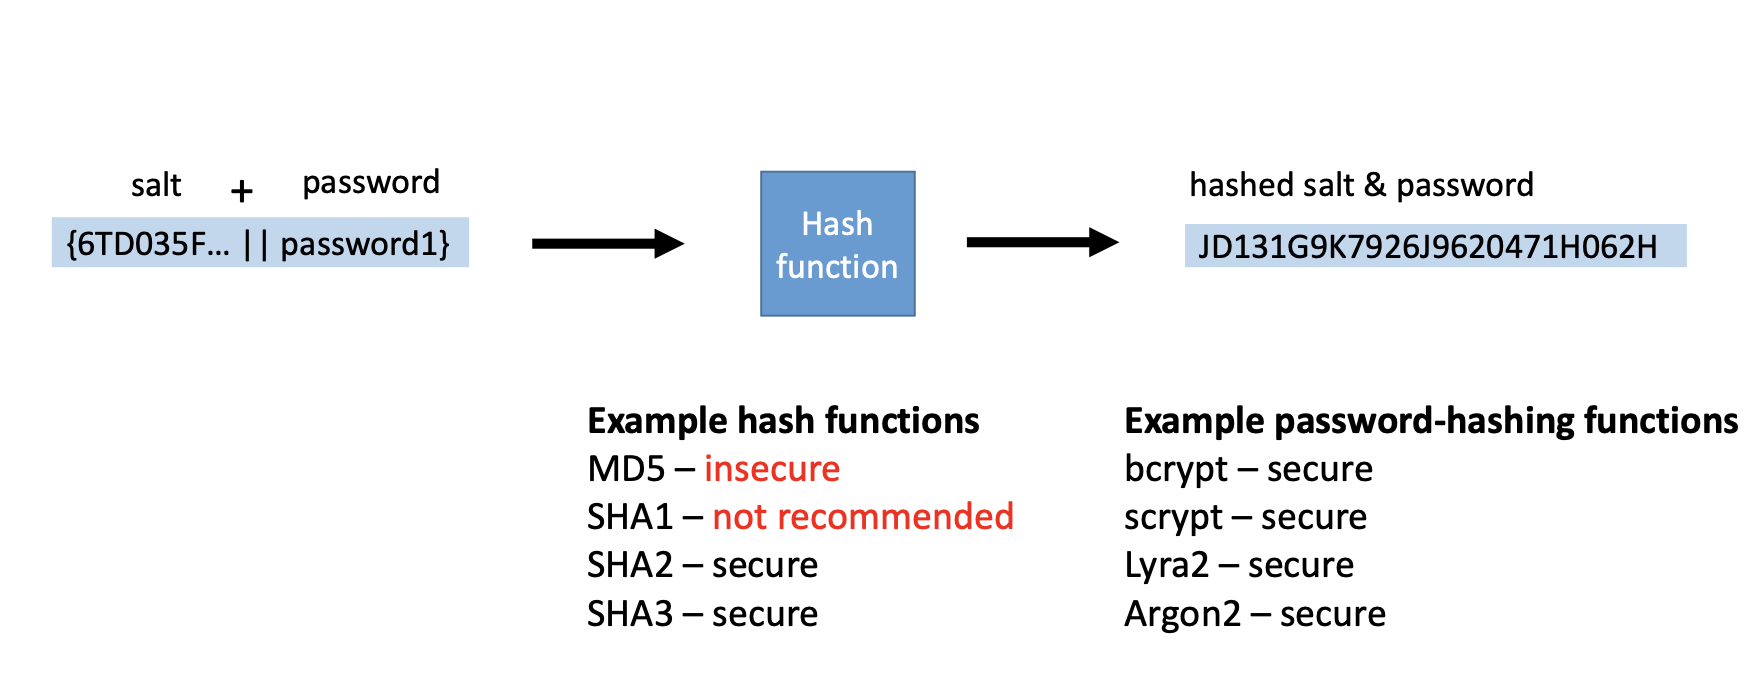 salt + password
{6TD035F... || password1}
Hash
function
hashed salt & password
JD131G9K7926J9620471H062H
Example hash functions
MD5 – insecure
SHA1 – not recommended
SHA2 – secure
SHA3 – secure
Example password-hashing functions
bcrypt – secure
scrypt – secure
Lyra2 – secure
Argon2 – secure